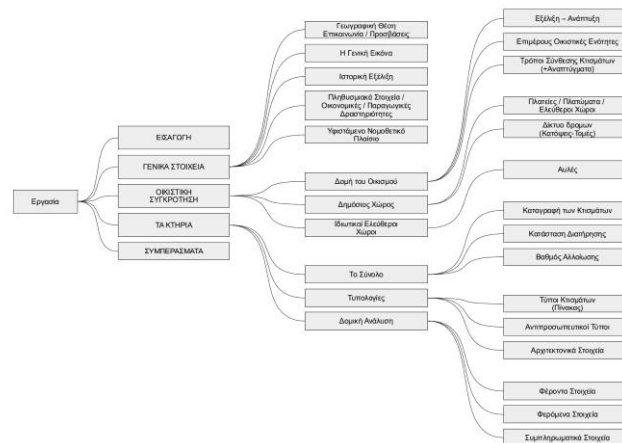 Εργασία
ΕΙΣΑΓΩΓΗ
ΓΕΝΙΚΑ ΣΤΟΙΧΕΙΑ
ΟΙΚΙΣΤΙΚΗ
ΣΥΓΚΡΟΤΗΣΗ
ΤΑ ΚΤΗΡΙΑ
ΣΥΜΠΕΡΑΣΜΑΤΑ
Γεωγραφική Θέση
Επικοινωνία / Προσβάσεις
Η Γενική Εικόνα
Ιστορική Εξέλιξη
Πληθυσμιακά Στοιχεία /
Οικονομικές / Παραγωγικές
Δραστηριότητες
Υφιστάμενο Νομοθετικό
Πλαίσιο
Δομή του Οικισμού
Δημόσιος Χώρος
Ιδιωτικοί Ελεύθεροι
Χώροι
Το Σύνολο
Τυπολογίες
Δομική Ανάλυση
Εξέλιξη – Ανάπτυξη
Επιμέρους Οικιστικές Ενότητες
Τρόποι Σύνθεσης Κτισμάτων
(+Αναπτύγματα)
Πλατείες / Πλατώματα /
Ελεύθεροι Χώροι
Δίκτυο δρομων
(Κατόψεις-Τομές)
Αυλές
Καταγραφή των Κτισμάτων
Κατάσταση Διατήρησης
Βαθμός Αλλοίωσης
Τύποι Κτισμάτων
(Πίνακας)
Αντιπροσωπευτικοί Τύποι
Αρχιτεκτονικά Στοιχεία
Φέροντα Στοιχεία
Φερόμενα Στοιχεία
Συμπληρωματικά Στοιχεία